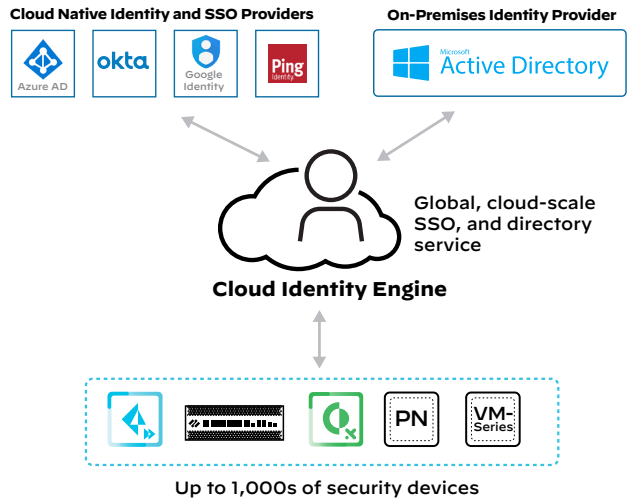 Cloud Native Identity and SSO Providers
On-Premises Identity Provider
Azure AD
okta
Google
Identity
Ping
Identity
Microsoft
Active Directory
Global, cloud-scale
SSO, and directory
service
Cloud Identity Engine
PN
VM-
Series
Up to 1,000s of security devices